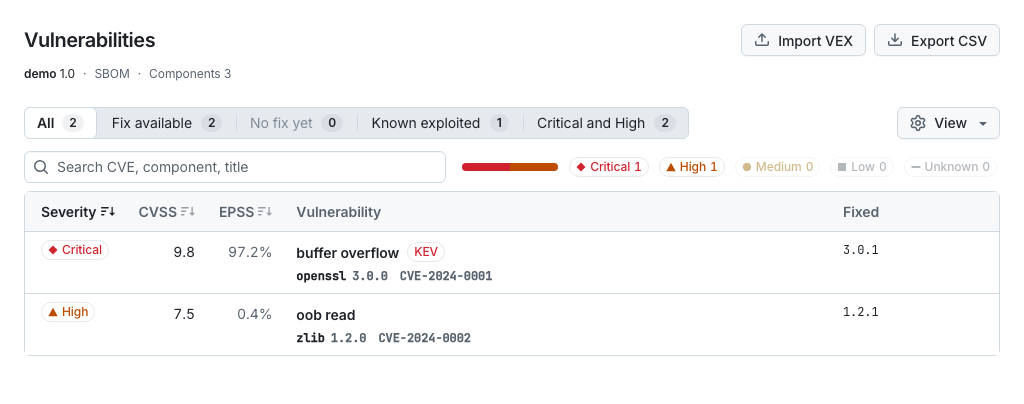 Vulnerabilities
Import VEX
Export CSV
demo 1.0 · SBOM · Components 3
All 2
Fix available 2
No fix yet 0
Known exploited 1
Critical and High 2
View
Search CVE, component, title
Critical 1
High 1
Medium 0
Low 0
Unknown 0
Severity CVSS EPSS Vulnerability Fixed
Critical 9.8 97.2% buffer overflow KEV 3.0.1
openssl 3.0.0 CVE-2024-0001
High 7.5 0.4% oob read 1.2.1
zlib 1.2.0 CVE-2024-0002